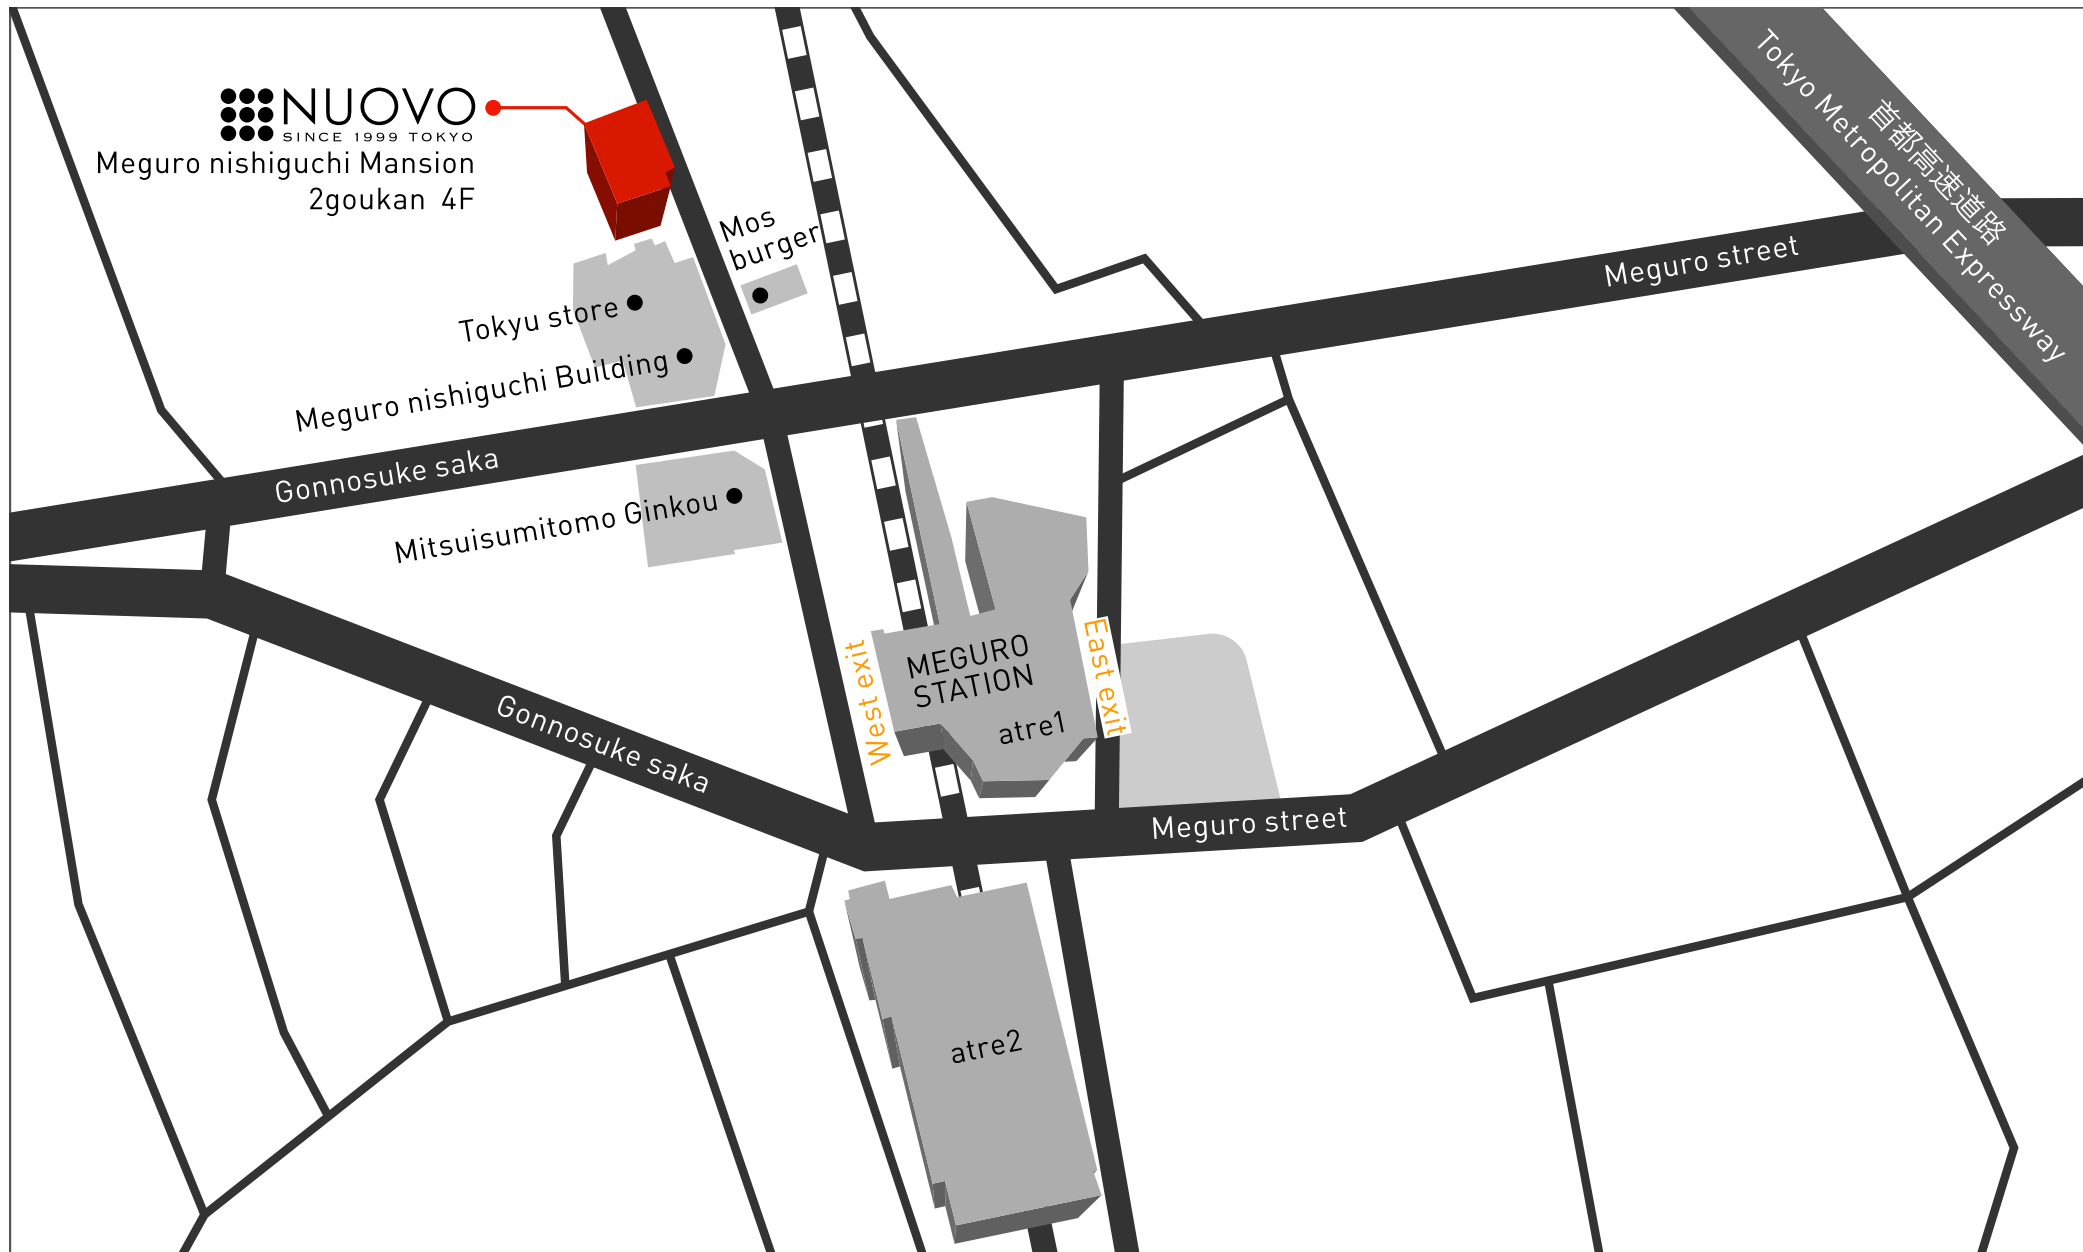 NUOVO
SINCE 1999 TOKYO
Meguro nishiguchi Mansion
2goukan 4F
Mos
burger
Tokyu store
Meguro nishiguchi Building
Gonnosuke saka
Mitsuisumitomo Ginkou
首都高速道路
Tokyo Metropolitan Expressway
Meguro street
West exit
MEGURO
STATION
atre1
East exit
Gonnosuke saka
Meguro street
atre2